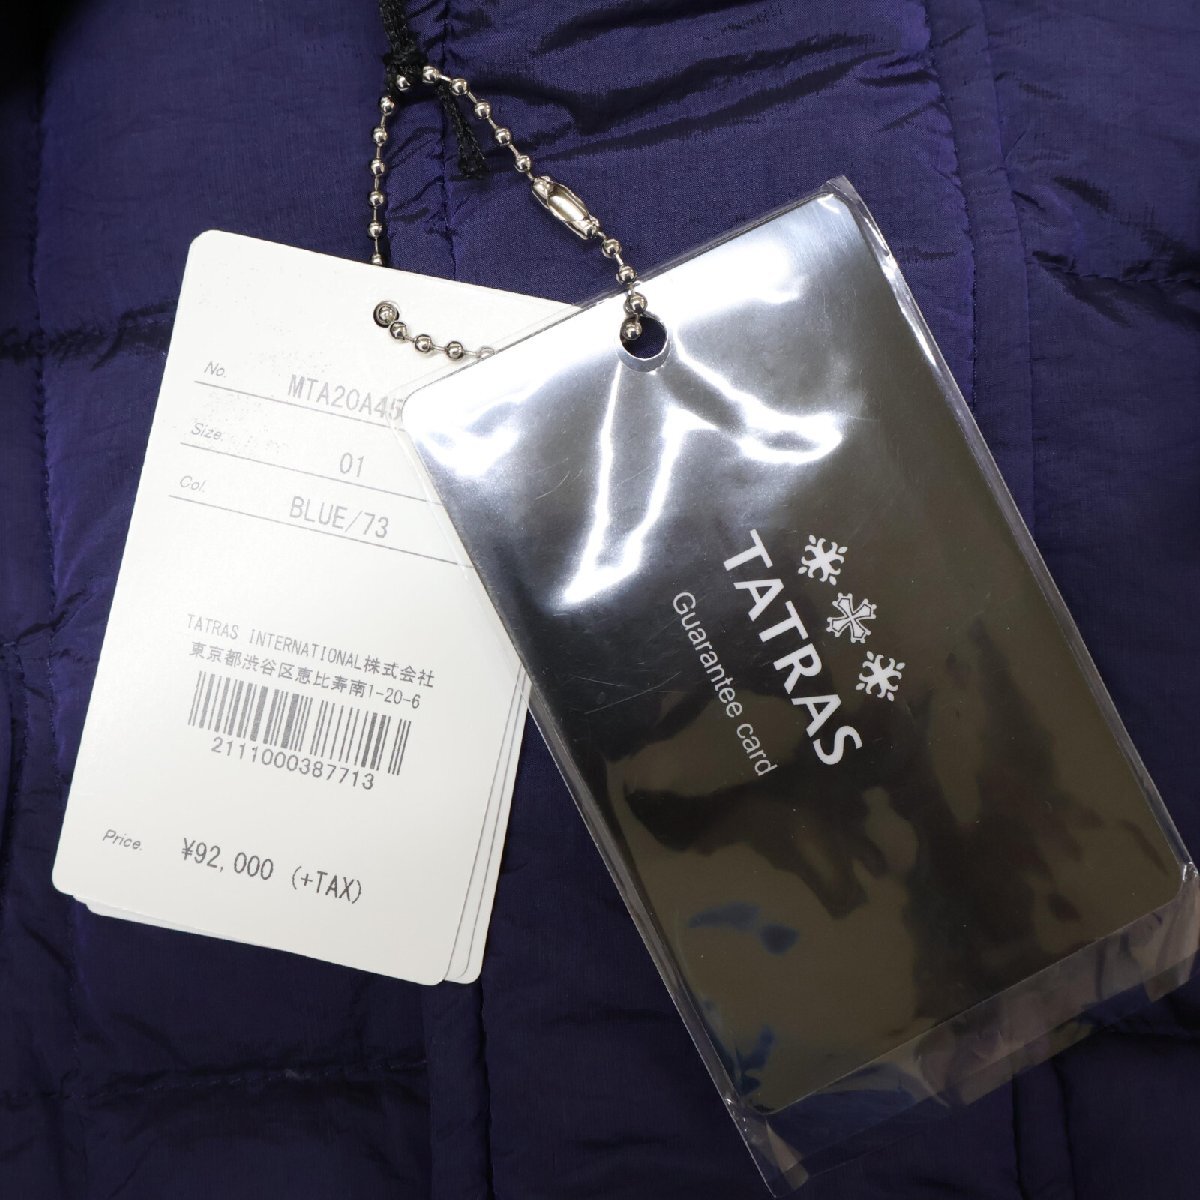 No. MTA20A45
Size. 01
Col. BLUE/73
TATRAS INTERNATIONAL株式会社
東京都渋谷区恵比寿南1-20-6
2111000387713
Price. ¥92,000 (+TAX)
TATRAS
Guarantee card